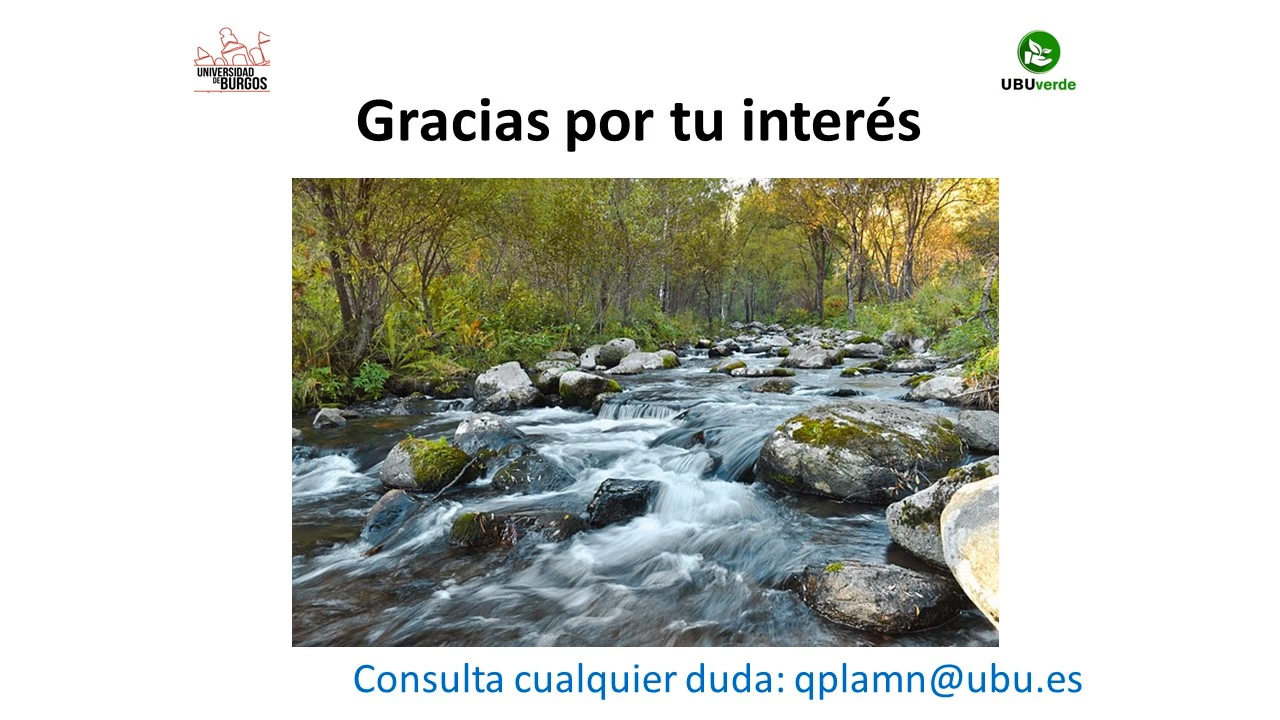 UNIVERSIDAD
DE BURGOS
UBUverde
Gracias por tu interés
Consulta cualquier duda: qplamn@ubu.es